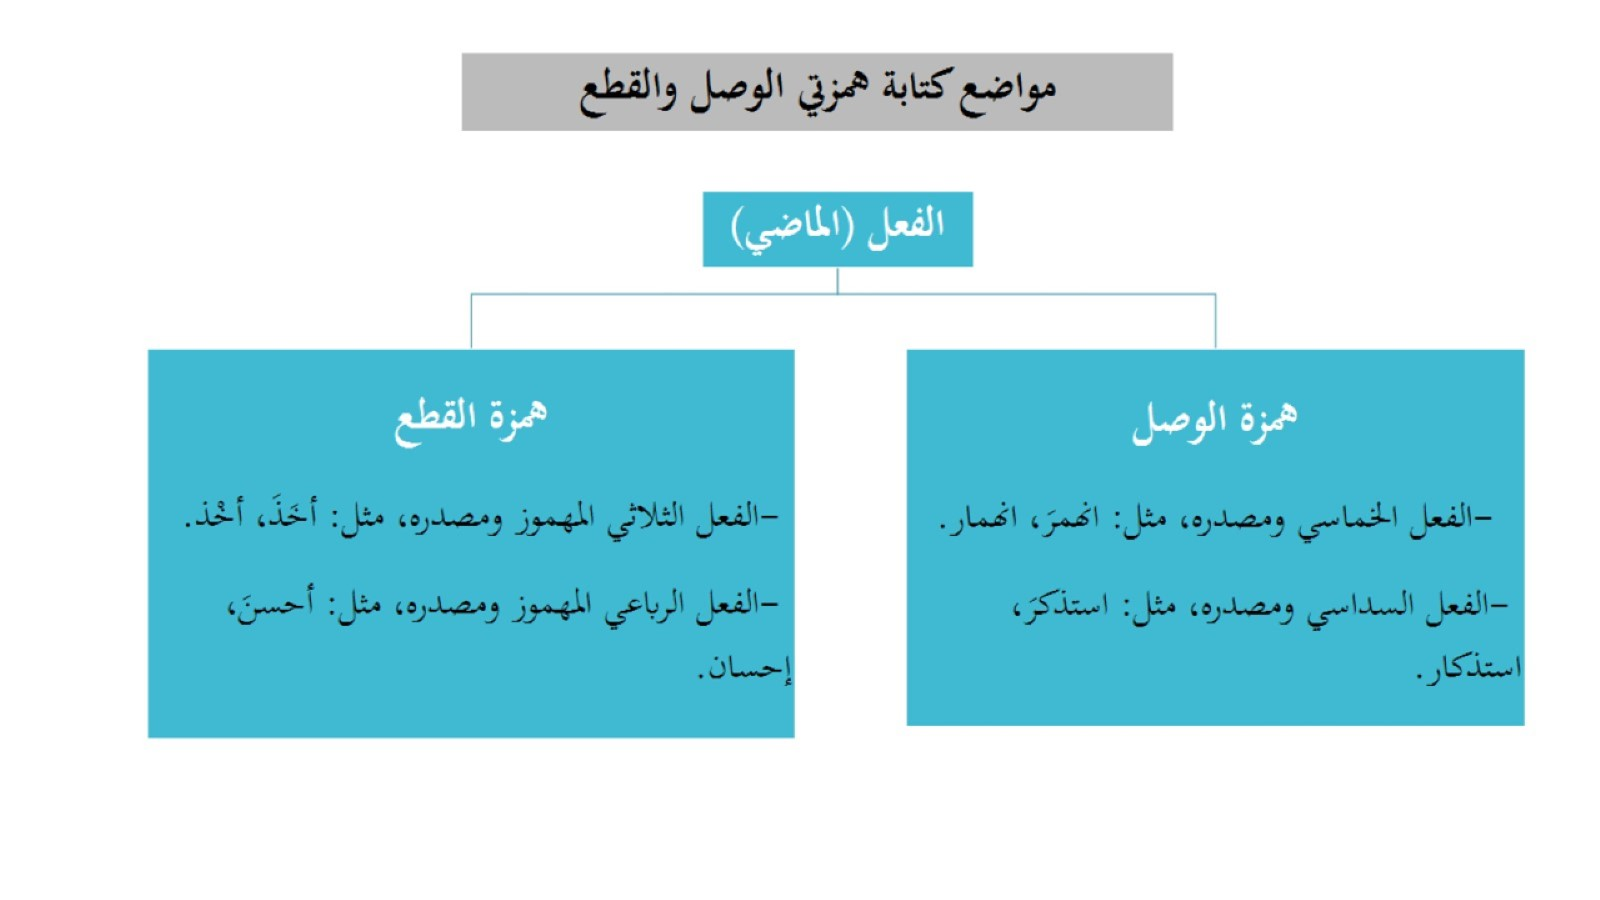 مواضع كتابة همزتي الوصل والقطع
الفعل (الماضي)
همزة الوصل
-الفعل الخماسي ومصدره، مثل: انهمرَ، انهمار.
-الفعل السداسي ومصدره، مثل: استذكرَ،
استذكار.
همزة القطع
-الفعل الثلاثي المهموز ومصدره، مثل: أخَذَ، أخْذ.
-الفعل الرباعي المهموز ومصدره، مثل: أحسنَ،
إحسان.